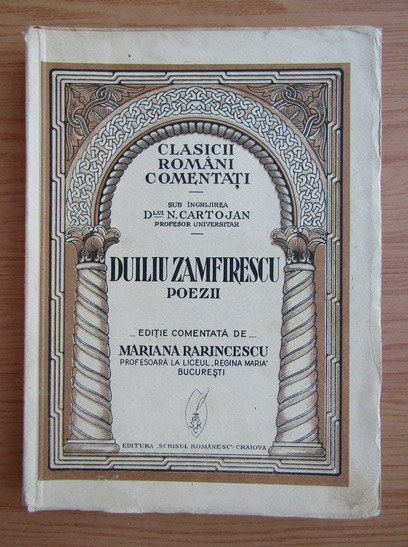 CLASICII
ROMÂNI
COMENTAȚI
SUB ÎNGRIJIREA
DLUI N. CARTOJAN
PROFESOR UNIVERSITAR
DUILIU ZAMFIRESCU
POEZII
EDIȚIE COMENTATĂ DE
MARIANA RARINCESCU
PROFESOARĂ LA LICEUL „REGINA MARIA"
BUCUREȘTI
EDITURA „SCRISUL ROMÂNESC" CRAIOVA